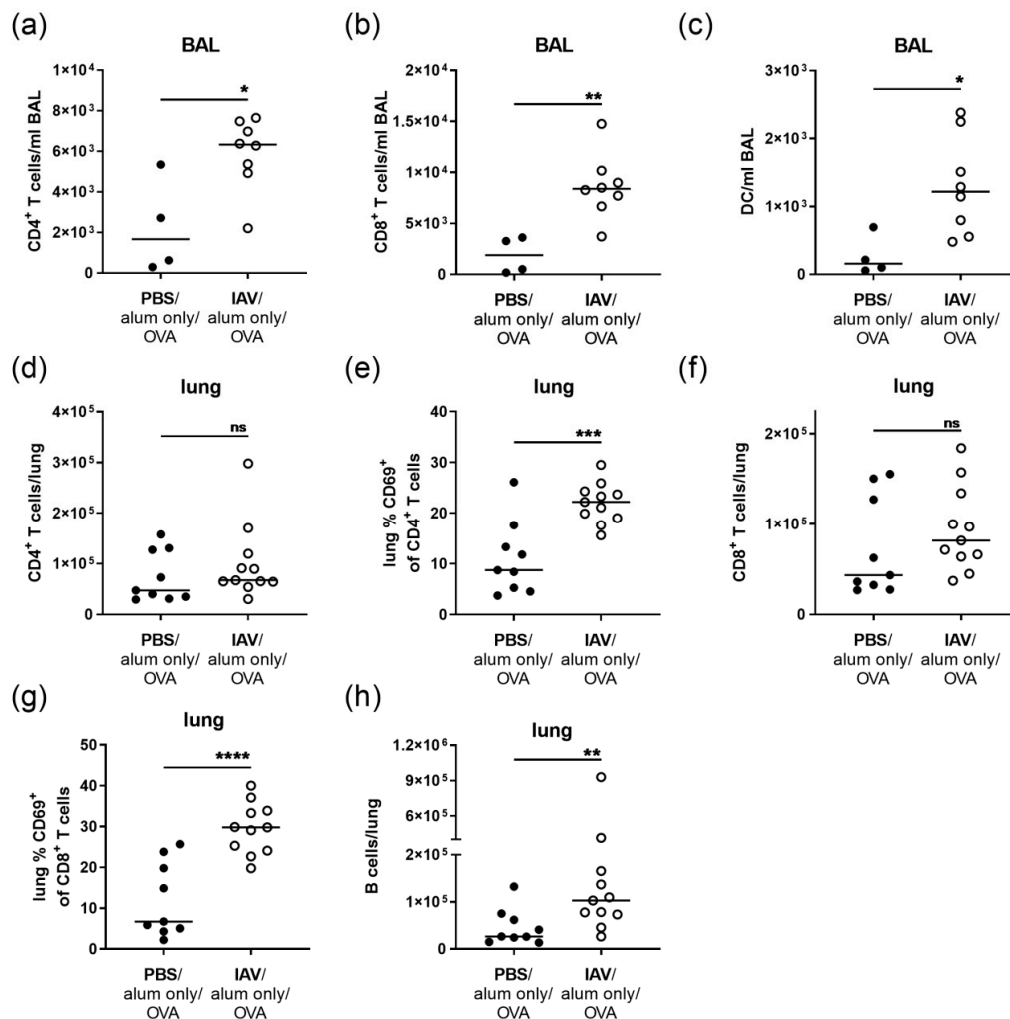 (a)
BAL
CD4⁺ T cells/ml BAL
1×10⁴
8×10³
6×10³
4×10³
2×10³
0
*
PBS/ alum only/ OVA
IAV/ alum only/ OVA
(b)
BAL
CD8⁺ T cells/ml BAL
2×10⁴
1.5×10⁴
1×10⁴
5×10³
0
**
PBS/ alum only/ OVA
IAV/ alum only/ OVA
(c)
BAL
DC/ml BAL
3×10³
2×10³
1×10³
0
*
PBS/ alum only/ OVA
IAV/ alum only/ OVA
(d)
lung
CD4⁺ T cells/lung
4×10⁵
3×10⁵
2×10⁵
1×10⁵
0
ns
PBS/ alum only/ OVA
IAV/ alum only/ OVA
(e)
lung
lung % CD69⁺
of CD4⁺ T cells
40
30
20
10
0
***
PBS/ alum only/ OVA
IAV/ alum only/ OVA
(f)
lung
CD8⁺ T cells/lung
2×10⁵
1×10⁵
0
ns
PBS/ alum only/ OVA
IAV/ alum only/ OVA
(g)
lung
lung % CD69⁺
of CD8⁺ T cells
50
40
30
20
10
0
****
PBS/ alum only/ OVA
IAV/ alum only/ OVA
(h)
lung
B cells/lung
1.2×10⁶
9×10⁵
6×10⁵
2×10⁵
1×10⁵
0
**
PBS/ alum only/ OVA
IAV/ alum only/ OVA